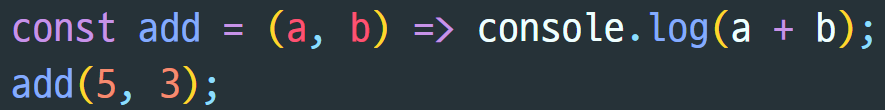 const add = (a, b) => console.log(a + b);
add(5, 3);